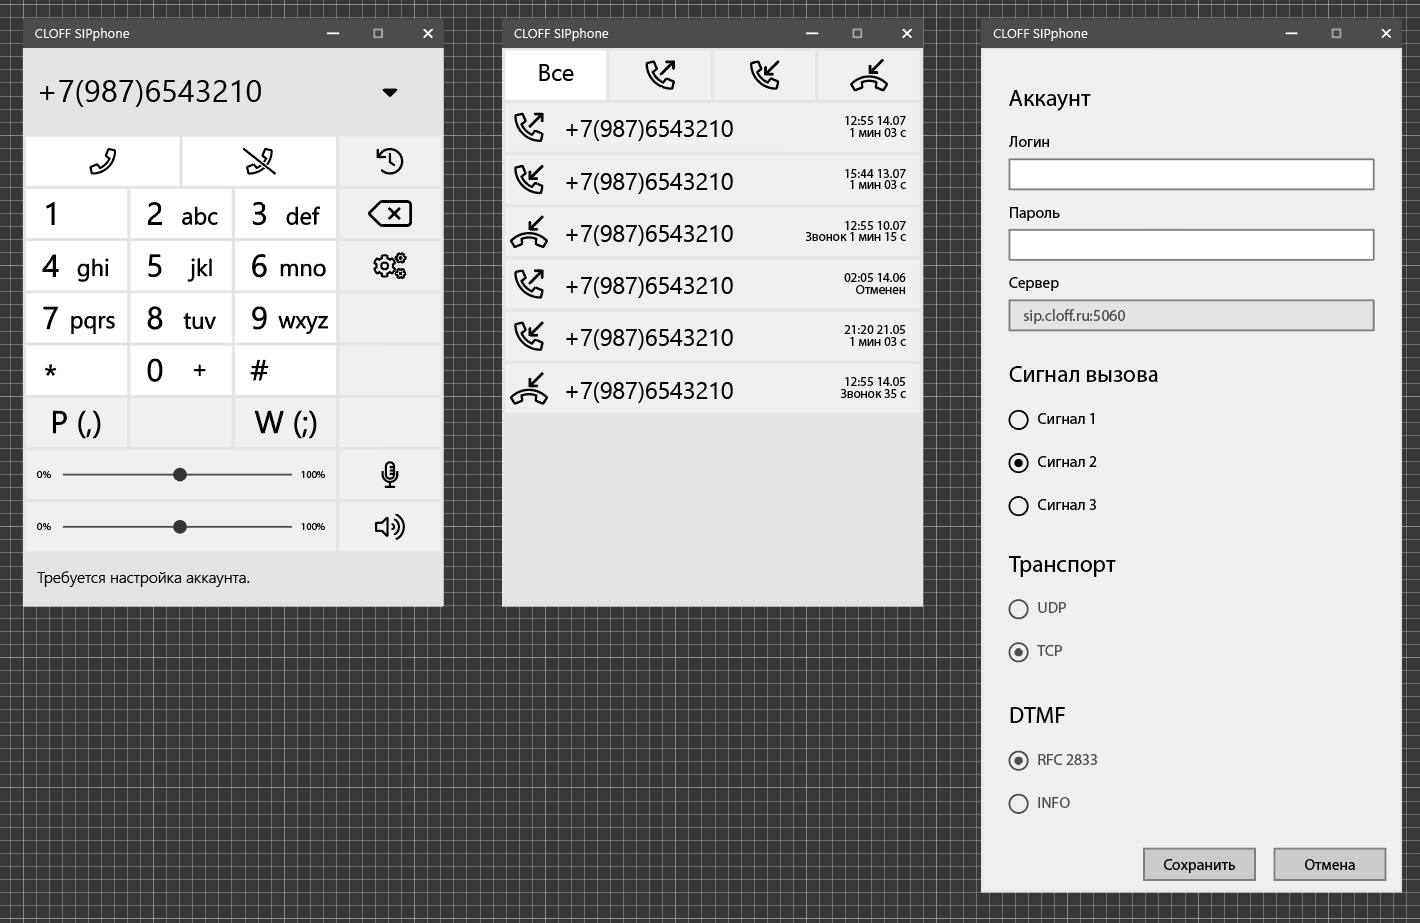 CLOFF SIPphone
+7(987)6543210
1
2 abc
3 def
4 ghi
5 jkl
6 mno
7 pqrs
8 tuv
9 wxyz
*
0 +
#
P (,)
W (;)
0% 100%
0% 100%
Требуется настройка аккаунта.
CLOFF SIPphone
Все
+7(987)6543210
12:55 14.07
1 мин 03 с
+7(987)6543210
15:44 13.07
1 мин 03 с
+7(987)6543210
12:55 10.07
Звонок 1 мин 15 с
+7(987)6543210
02:05 14.06
Отменен
+7(987)6543210
21:20 21.05
1 мин 03 с
+7(987)6543210
12:55 14.05
Звонок 35 с
CLOFF SIPphone
Аккаунт
Логин
Пароль
Сервер
sip.cloff.ru:5060
Сигнал вызова
Сигнал 1
Сигнал 2
Сигнал 3
Транспорт
UDP
TCP
DTMF
RFC 2833
INFO
Сохранить
Отмена